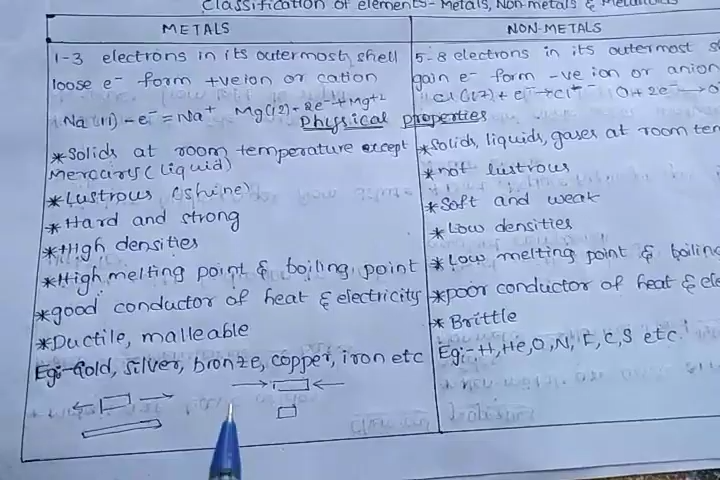 Classification of elements - Metals, Non-metals &
METALS
1-3 electrons in its outermost shell
loose e⁻ form +ve ion or cation
Na(11) - e⁻ = Na⁺ Mg(12) - 2e⁻ → Mg⁺²
NON-METALS
5-8 electrons in its outermost
gain e⁻ form -ve ion or anion
Cl(17) + e⁻ → O + 2e⁻ →
Physical properties
*Solids at room temperature except
Mercury (liquid)
*Lustrous (shine)
*Hard and strong
*High densities
*High melting point & boiling point
*good conductor of heat & electricity
*Ductile, malleable
Eg:- Gold, silver, bronze, copper, iron etc
*Solids, liquids, gases at room
*not lustrous
*Soft and weak
*Low densities
*Low melting point &
*poor conductor of heat &
*Brittle
Eg:- H, He, O, N, F, C, S etc.